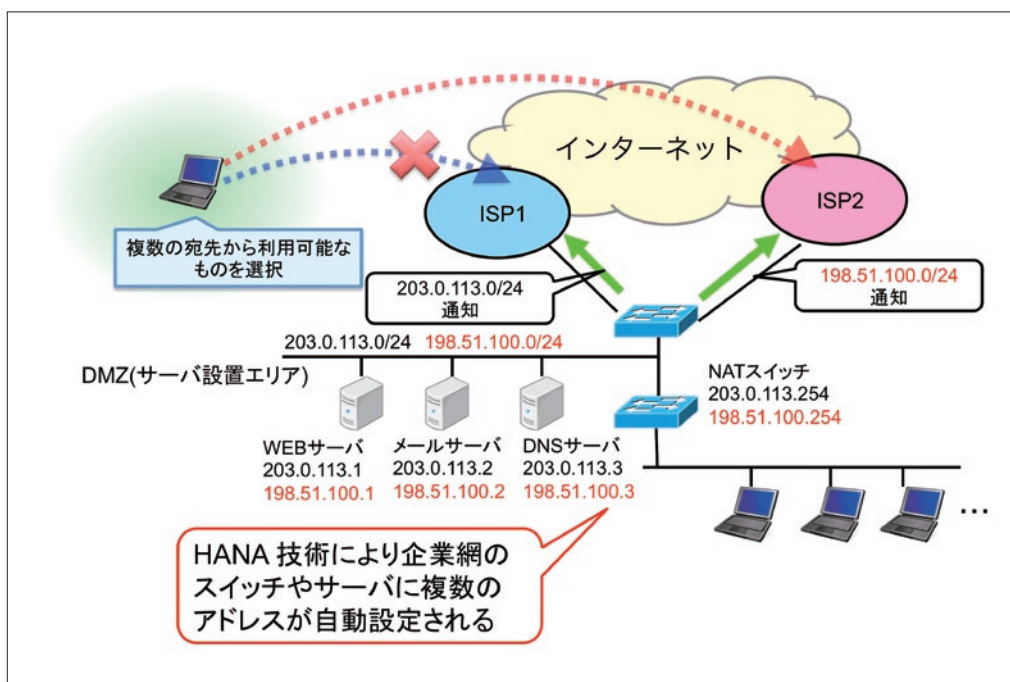 インターネット
ISP1
ISP2
複数の宛先から利用可能な
ものを選択
203.0.113.0/24
通知
198.51.100.0/24
通知
203.0.113.0/24 198.51.100.0/24
DMZ(サーバ設置エリア)
NATスイッチ
203.0.113.254
198.51.100.254
WEBサーバ
203.0.113.1
198.51.100.1
メールサーバ
203.0.113.2
198.51.100.2
DNSサーバ
203.0.113.3
198.51.100.3
…
HANA 技術により企業網の
スイッチやサーバに複数の
アドレスが自動設定される